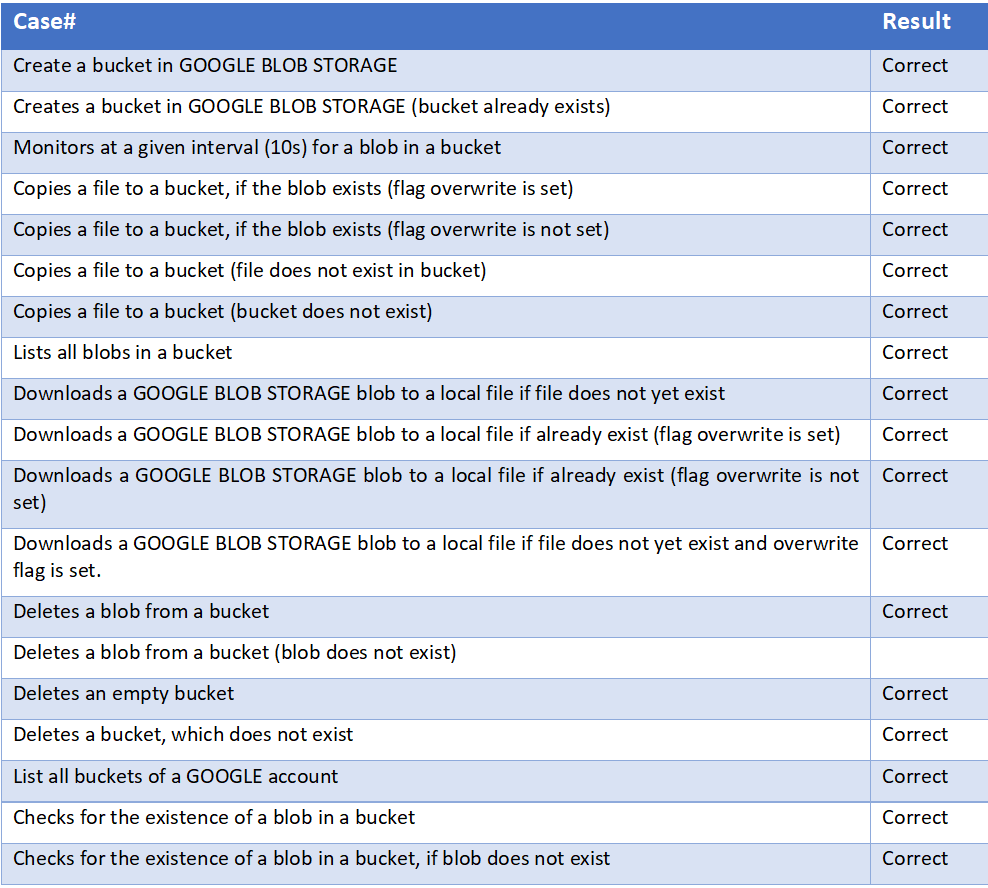 Case# Result
Create a bucket in GOOGLE BLOB STORAGE Correct
Creates a bucket in GOOGLE BLOB STORAGE (bucket already exists) Correct
Monitors at a given interval (10s) for a blob in a bucket Correct
Copies a file to a bucket, if the blob exists (flag overwrite is set) Correct
Copies a file to a bucket, if the blob exists (flag overwrite is not set) Correct
Copies a file to a bucket (file does not exist in bucket) Correct
Copies a file to a bucket (bucket does not exist) Correct
Lists all blobs in a bucket Correct
Downloads a GOOGLE BLOB STORAGE blob to a local file if file does not yet exist Correct
Downloads a GOOGLE BLOB STORAGE blob to a local file if already exist (flag overwrite is set) Correct
Downloads a GOOGLE BLOB STORAGE blob to a local file if already exist (flag overwrite is not Correct
set)
Downloads a GOOGLE BLOB STORAGE blob to a local file if file does not yet exist and overwrite Correct
flag is set.
Deletes a blob from a bucket Correct
Deletes a blob from a bucket (blob does not exist)
Deletes an empty bucket Correct
Deletes a bucket, which does not exist Correct
List all buckets of a GOOGLE account Correct
Checks for the existence of a blob in a bucket Correct
Checks for the existence of a blob in a bucket, if blob does not exist Correct